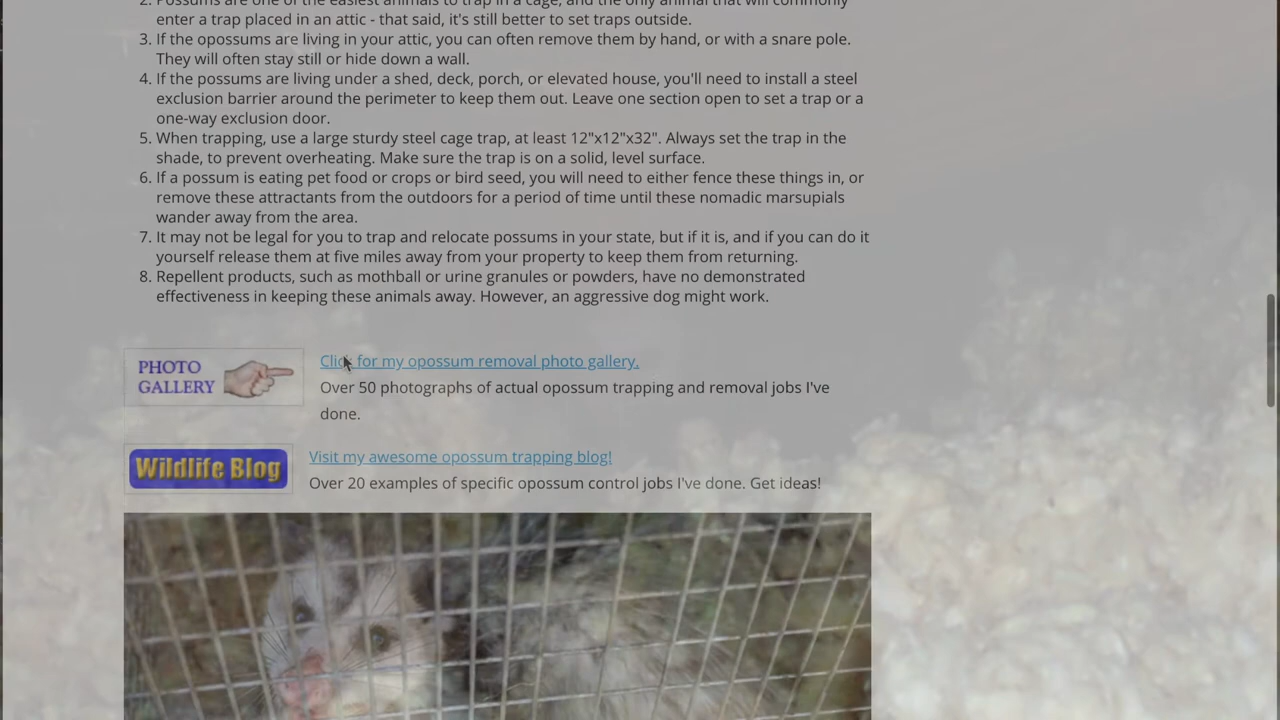 2. Possums are one of the easiest animals to trap in a cage, and the only animal that will commonly
enter a trap placed in an attic - that said, it's still better to set traps outside.
3. If the opossums are living in your attic, you can often remove them by hand, or with a snare pole.
They will often stay still or hide down a wall.
4. If the possums are living under a shed, deck, porch, or elevated house, you'll need to install a steel
exclusion barrier around the perimeter to keep them out. Leave one section open to set a trap or a
one-way exclusion door.
5. When trapping, use a large sturdy steel cage trap, at least 12"x12"x32". Always set the trap in the
shade, to prevent overheating. Make sure the trap is on a solid, level surface.
6. If a possum is eating pet food or crops or bird seed, you will need to either fence these things in, or
remove these attractants from the outdoors for a period of time until these nomadic marsupials
wander away from the area.
7. It may not be legal for you to trap and relocate possums in your state, but if it is, and if you can do it
yourself release them at five miles away from your property to keep them from returning.
8. Repellent products, such as mothball or urine granules or powders, have no demonstrated
effectiveness in keeping these animals away. However, an aggressive dog might work.
PHOTO
GALLERY
Click for my opossum removal photo gallery.
Over 50 photographs of actual opossum trapping and removal jobs I've
done.
Wildlife Blog
Visit my awesome opossum trapping blog!
Over 20 examples of specific opossum control jobs I've done. Get ideas!